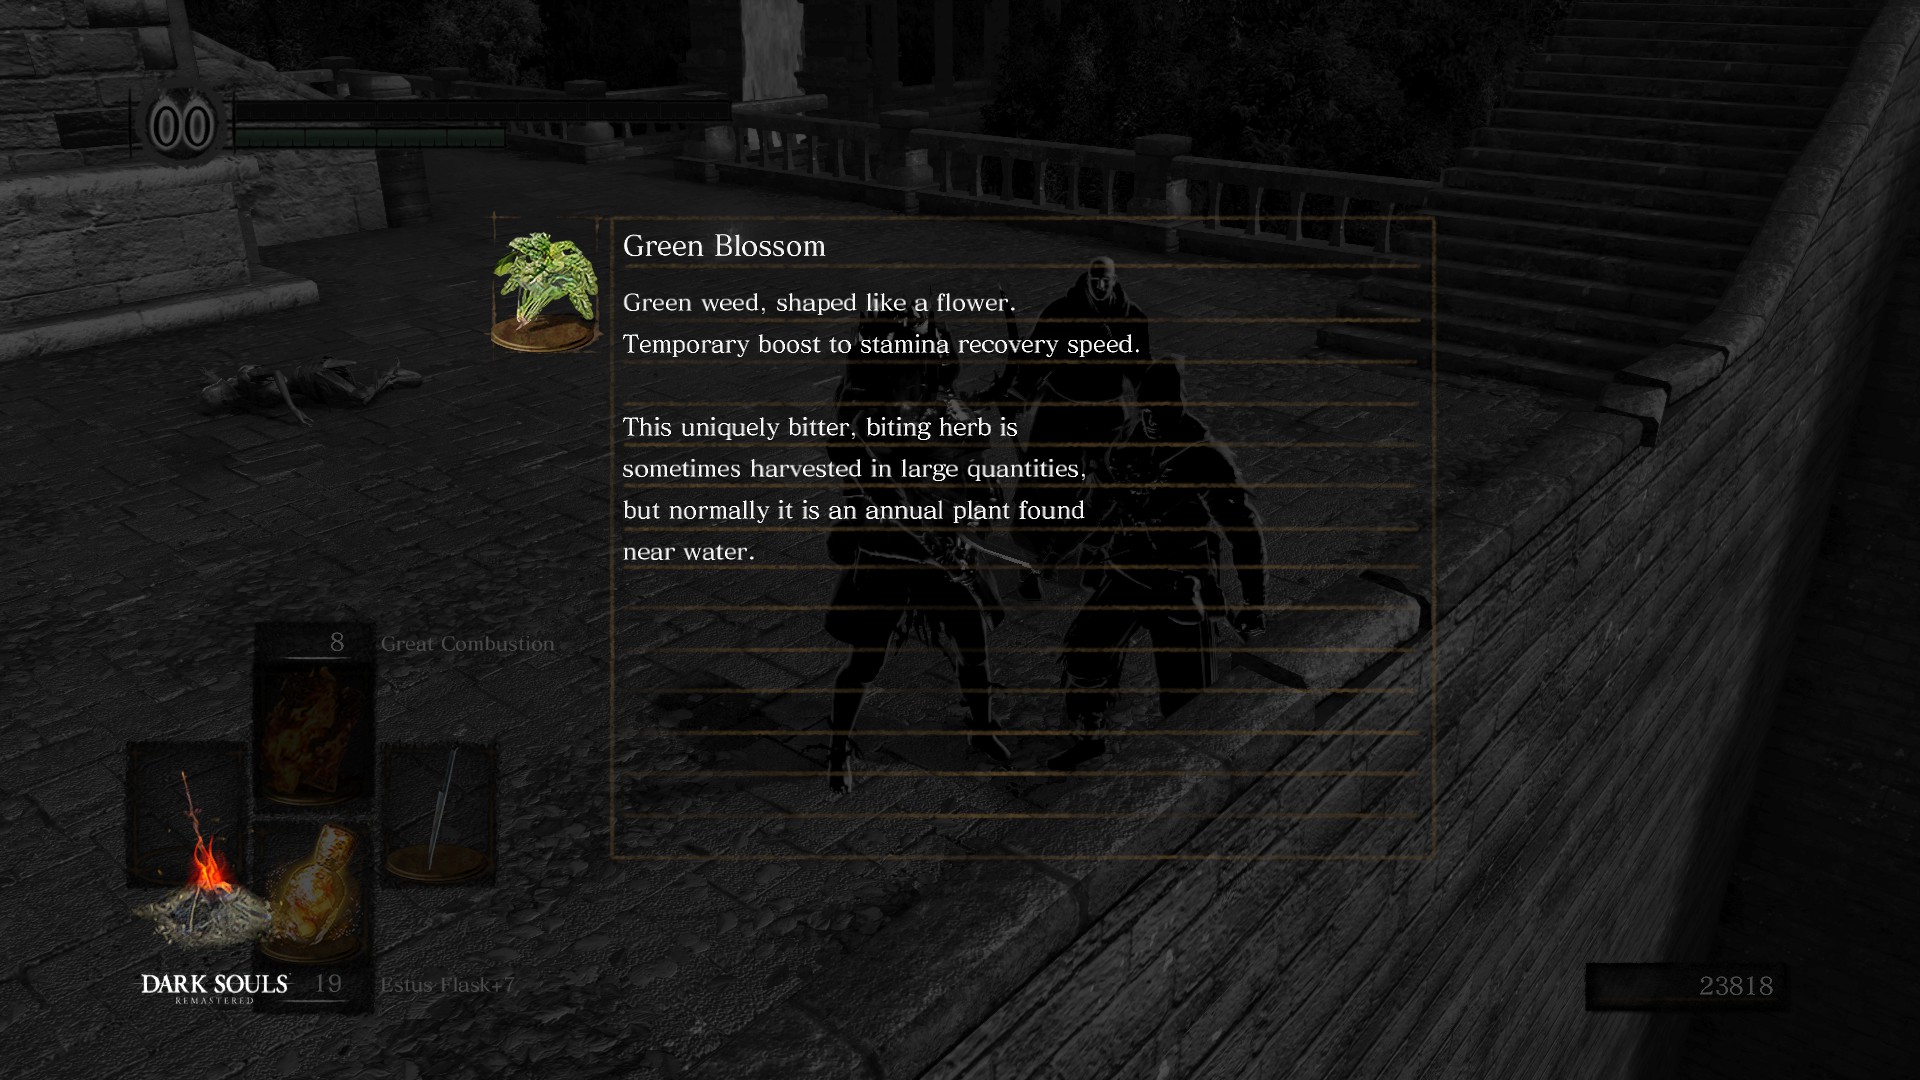 00
Green Blossom
Green weed, shaped like a flower.
Temporary boost to stamina recovery speed.
This uniquely bitter, biting herb is
sometimes harvested in large quantities,
but normally it is an annual plant found
near water.
8 Great Combustion
DARK SOULS
REMASTERED
19 Estus Flask+7
23818